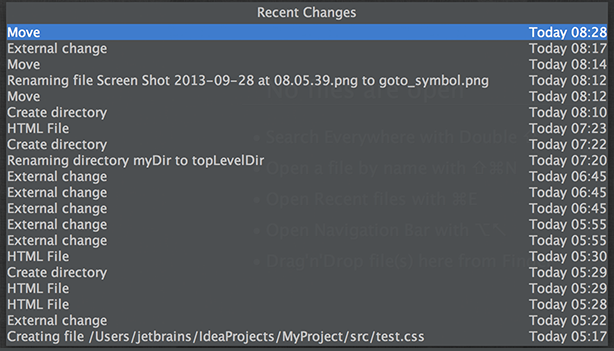 Recent Changes
Move Today 08:28
External change Today 08:17
Move Today 08:14
Renaming file Screen Shot 2013-09-28 at 08.05.39.png to goto_symbol.png Today 08:12
Move Today 08:12
Create directory Today 08:10
HTML File Today 07:23
Create directory Today 07:22
Renaming directory myDir to topLevelDir Today 07:20
External change Today 06:45
External change Today 06:45
External change Today 06:45
External change Today 05:55
External change Today 05:55
HTML File Today 05:30
Create directory Today 05:29
HTML File Today 05:29
HTML File Today 05:28
External change Today 05:22
Creating file /Users/jetbrains/IdeaProjects/MyProject/src/test.css Today 05:17
No files are open
• Search Everywhere with Double
• Open a file by name with ⇧⌘N
• Open Recent files with ⌘E
• Open Navigation Bar with ⌥↖
• Drag'n'Drop file(s) here from